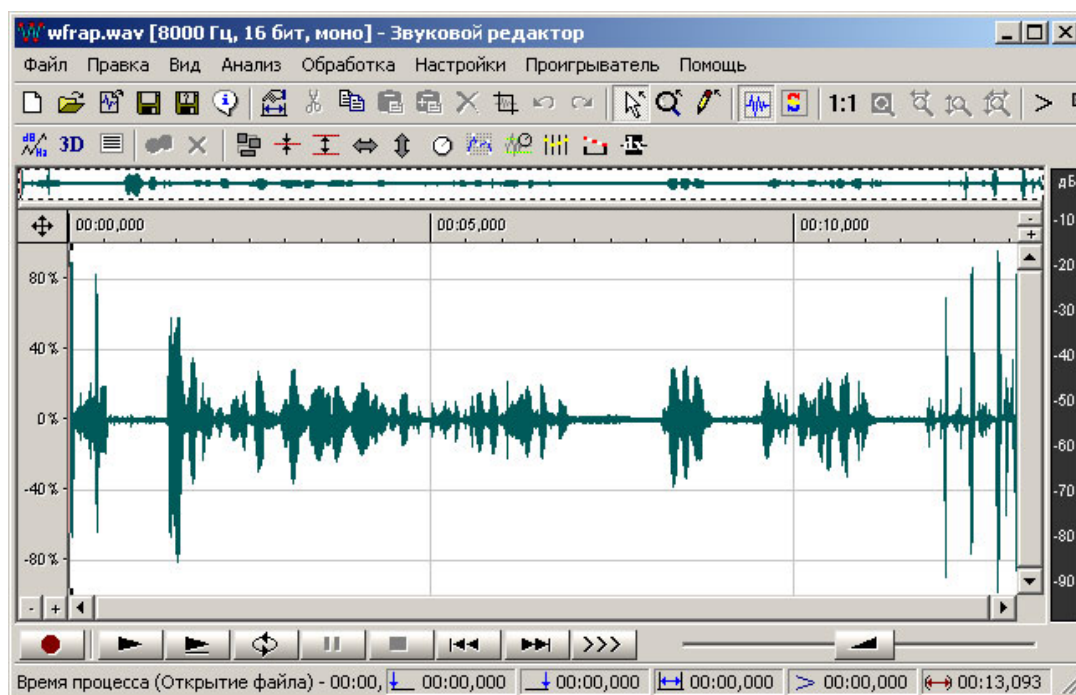 wfrap.wav [8000 Гц, 16 бит, моно] - Звуковой редактор
Файл Правка Вид Анализ Обработка Настройки Проигрыватель Помощь
1:1
dB Hz 3D
дБ
00:00,000 00:05,000 00:10,000
-10
-20
80 %
-30
40 %
-40
0 %
-50
-60
-40 %
-70
-80 %
-80
-90
Время процесса (Открытие файла) - 00:00, 00:00,000 00:00,000 00:00,000 00:00,000 00:13,093